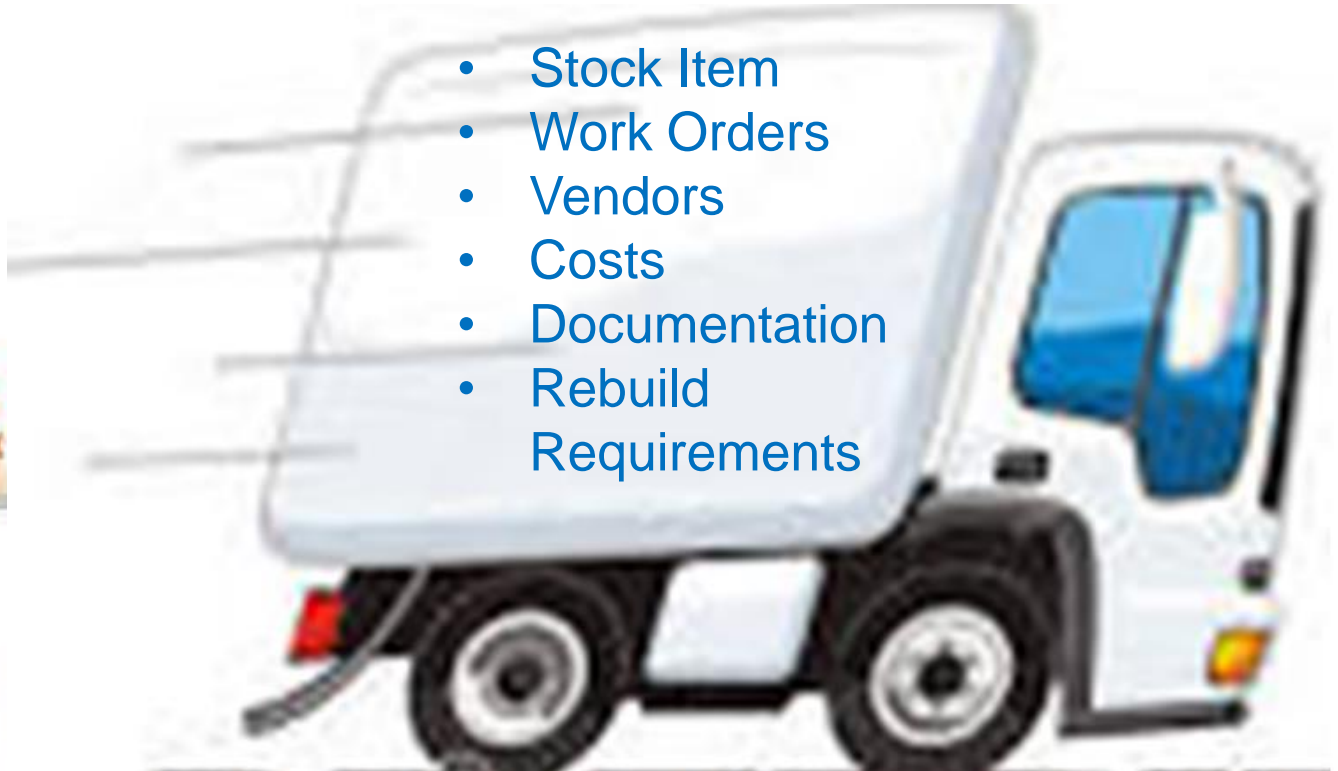 • Stock Item
• Work Orders
• Vendors
• Costs
• Documentation
• Rebuild
Requirements